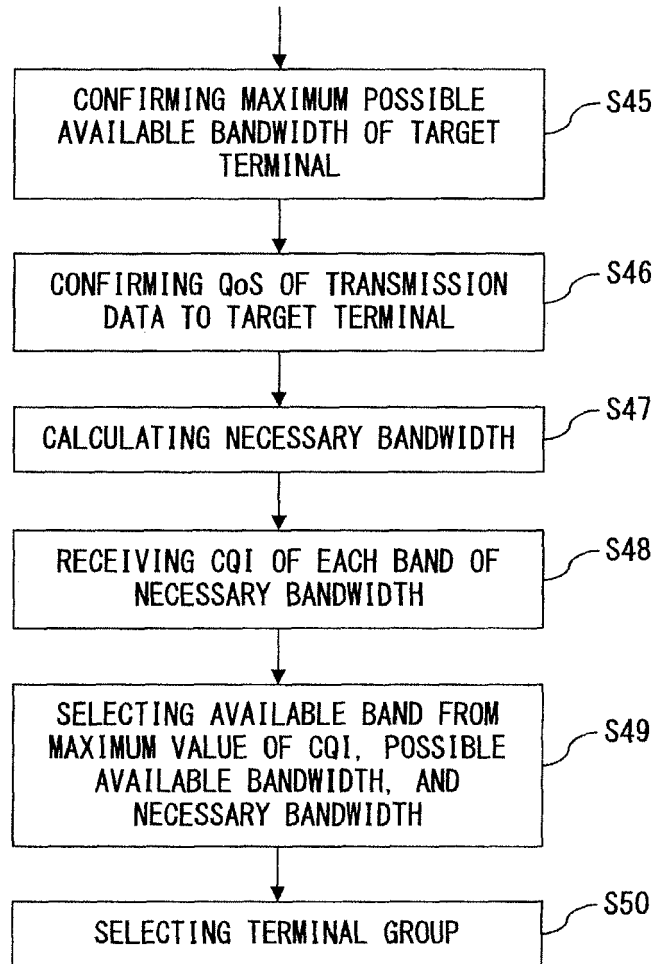 CONFIRMING MAXIMUM POSSIBLE
AVAILABLE BANDWIDTH OF TARGET
TERMINAL
S45
CONFIRMING QoS OF TRANSMISSION
DATA TO TARGET TERMINAL
S46
CALCULATING NECESSARY BANDWIDTH
S47
RECEIVING CQI OF EACH BAND OF
NECESSARY BANDWIDTH
S48
SELECTING AVAILABLE BAND FROM
MAXIMUM VALUE OF CQI, POSSIBLE
AVAILABLE BANDWIDTH, AND
NECESSARY BANDWIDTH
S49
SELECTING TERMINAL GROUP
S50